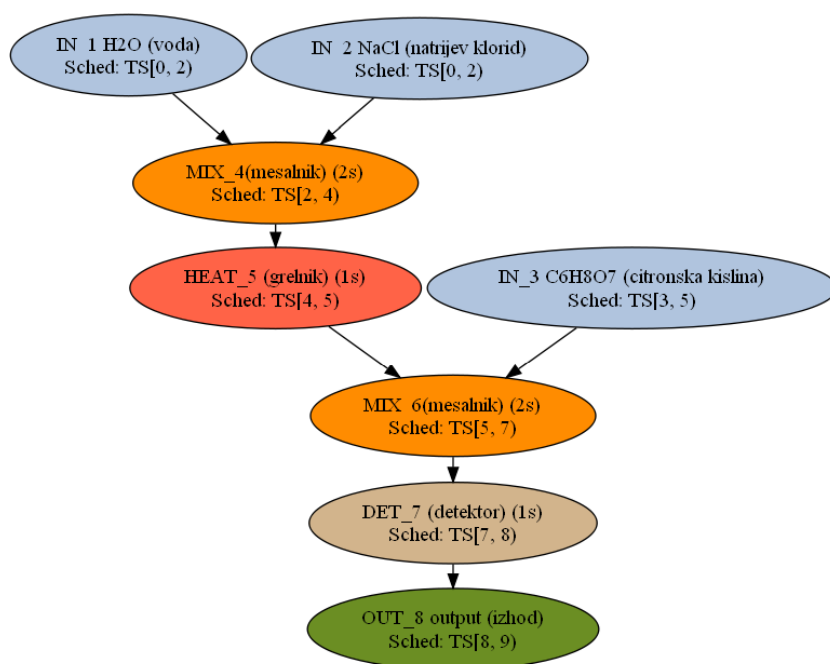 IN_1 H2O (voda)
Sched: TS[0, 2)
IN_2 NaCl (natrijev klorid)
Sched: TS[0, 2)
MIX_4(mesalnik) (2s)
Sched: TS[2, 4)
HEAT_5 (grelnik) (1s)
Sched: TS[4, 5)
IN_3 C6H8O7 (citronska kislina)
Sched: TS[3, 5)
MIX_6(mesalnik) (2s)
Sched: TS[5, 7)
DET_7 (detektor) (1s)
Sched: TS[7, 8)
OUT_8 output (izhod)
Sched: TS[8, 9)